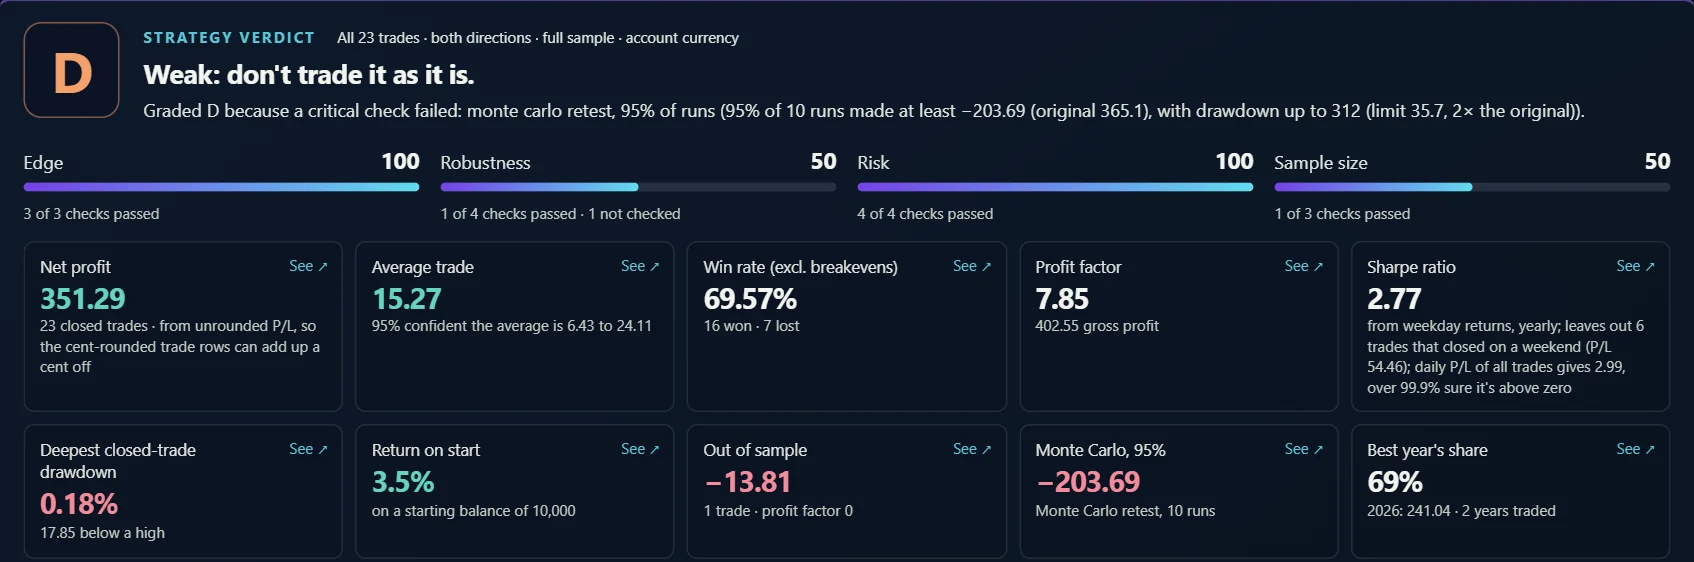 D
STRATEGY VERDICT All 23 trades · both directions · full sample · account currency
Weak: don't trade it as it is.
Graded D because a critical check failed: monte carlo retest, 95% of runs (95% of 10 runs made at least −203.69 (original 365.1), with drawdown up to 312 (limit 35.7, 2× the original)).
Edge 100
3 of 3 checks passed
Robustness 50
1 of 4 checks passed · 1 not checked
Risk 100
4 of 4 checks passed
Sample size 50
1 of 3 checks passed
Net profit See ↗
351.29
23 closed trades · from unrounded P/L, so
the cent-rounded trade rows can add up a
cent off
Average trade See ↗
15.27
95% confident the average is 6.43 to 24.11
Win rate (excl. breakevens) See ↗
69.57%
16 won · 7 lost
Profit factor See ↗
7.85
402.55 gross profit
Sharpe ratio See ↗
2.77
from weekday returns, yearly; leaves out 6
trades that closed on a weekend (P/L
54.46); daily P/L of all trades gives 2.99,
over 99.9% sure it's above zero
Deepest closed-trade See ↗
drawdown
0.18%
17.85 below a high
Return on start See ↗
3.5%
on a starting balance of 10,000
Out of sample See ↗
−13.81
1 trade · profit factor 0
Monte Carlo, 95% See ↗
−203.69
Monte Carlo retest, 10 runs
Best year's share See ↗
69%
2026: 241.04 · 2 years traded